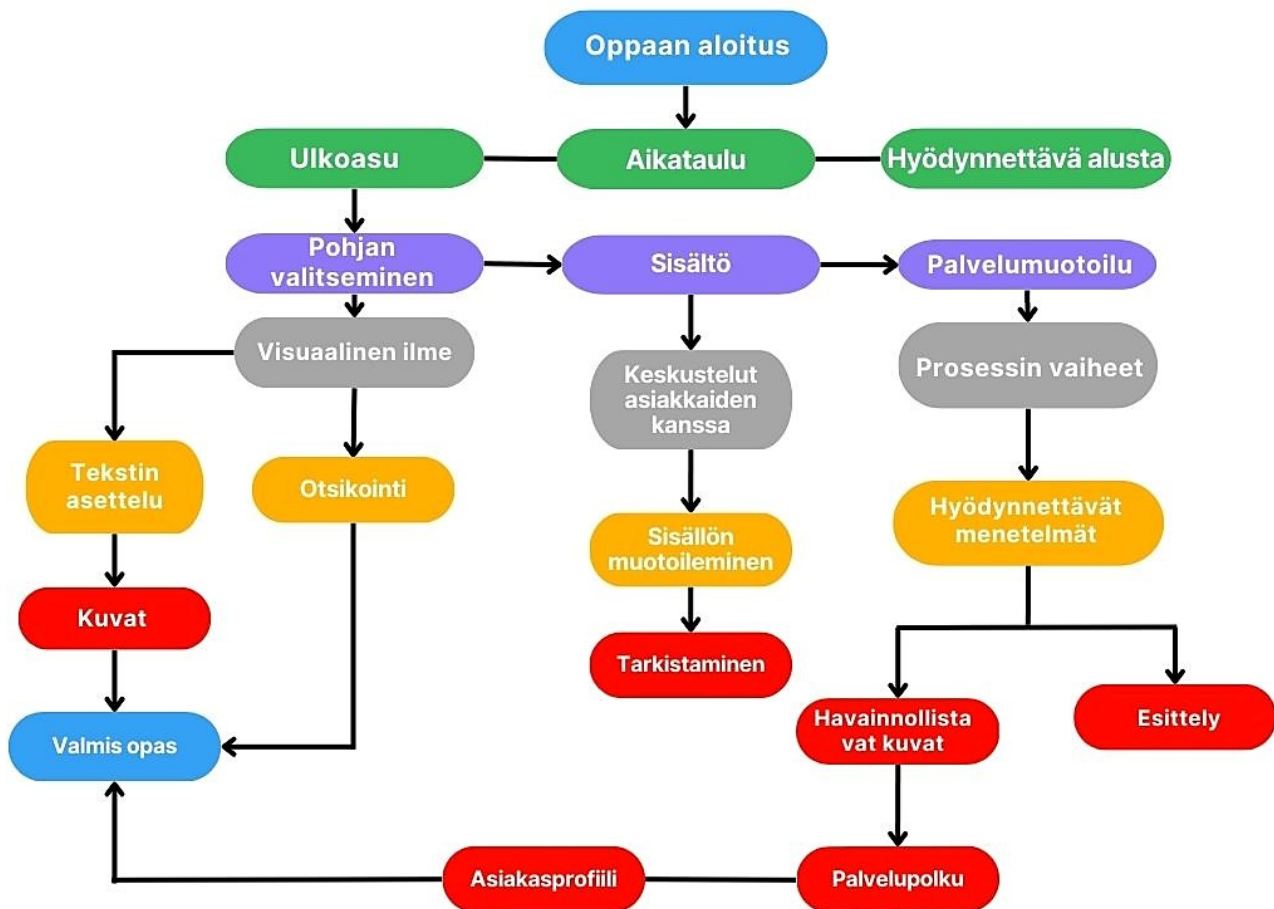 Oppaan aloitus
Ulkoasu
Aikataulu
Hyödynnettävä alusta
Pohjan
valitseminen
Sisältö
Palvelumuotoilu
Visuaalinen ilme
Keskustelut
asiakkaiden
kanssa
Prosessin vaiheet
Tekstin
asettelu
Otsikointi
Sisällön
muotoileminen
Hyödynnettävät
menetelmät
Kuvat
Tarkistaminen
Havainnollista
vat kuvat
Esittely
Valmis opas
Asiakasprofiili
Palvelupolku